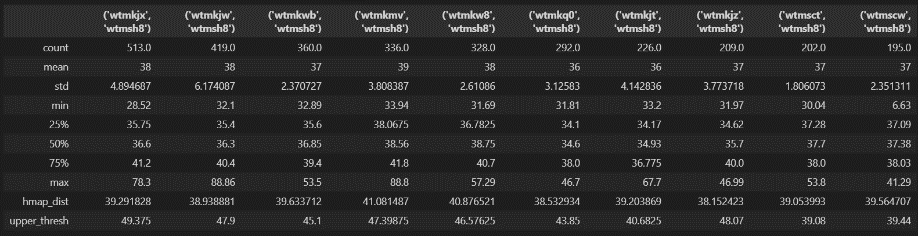 ('wtmkjx', ('wtmkjw', ('wtmkwb', ('wtmkmv', ('wtmkw8', ('wtmkq0', ('wtmkjt', ('wtmkjz', ('wtmsct', ('wtmscw',
'wtmsh8') 'wtmsh8') 'wtmsh8') 'wtmsh8') 'wtmsh8') 'wtmsh8') 'wtmsh8') 'wtmsh8') 'wtmsh8') 'wtmsh8')
count 513.0 419.0 360.0 336.0 328.0 292.0 226.0 209.0 202.0 195.0
mean 38 38 37 39 38 36 36 37 37 37
std 4.894687 6.174087 2.370727 3.808387 2.61086 3.12583 4.142836 3.773718 1.806073 2.351311
min 28.52 32.1 32.89 33.94 31.69 31.81 33.2 31.97 30.04 6.63
25% 35.75 35.4 35.6 38.0675 36.7825 34.1 34.17 34.62 37.28 37.09
50% 36.6 36.3 36.85 38.56 38.75 34.6 34.93 35.7 37.7 37.38
75% 41.2 40.4 39.4 41.8 40.7 38.0 36.775 40.0 38.0 38.03
max 78.3 88.86 53.5 88.8 57.29 46.7 67.7 46.99 53.8 41.29
hmap_dist 39.291828 38.938881 39.633712 41.081487 40.876521 38.532934 39.203869 38.152423 39.053993 39.564707
upper_thresh 49.375 47.9 45.1 47.39875 46.57625 43.85 40.6825 48.07 39.08 39.44